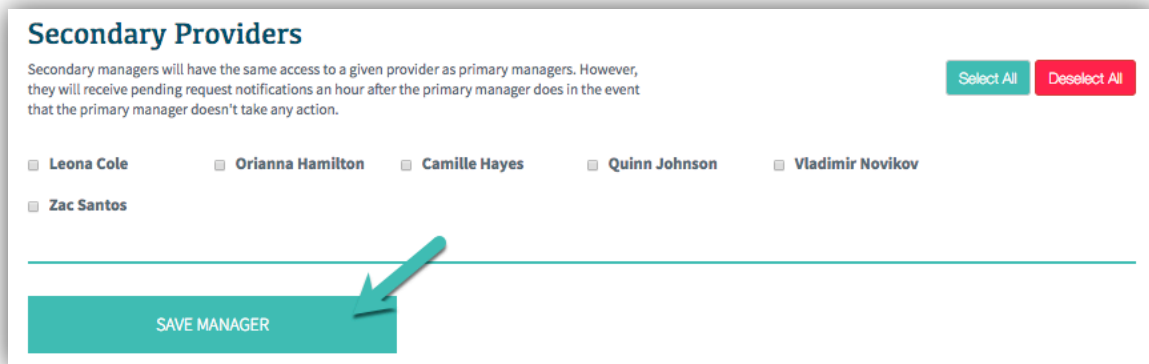 Secondary Providers
Secondary managers will have the same access to a given provider as primary managers. However,
they will receive pending request notifications an hour after the primary manager does in the event
that the primary manager doesn't take any action.
Select All Deselect All
Leona Cole Orianna Hamilton Camille Hayes Quinn Johnson Vladimir Novikov
Zac Santos
SAVE MANAGER